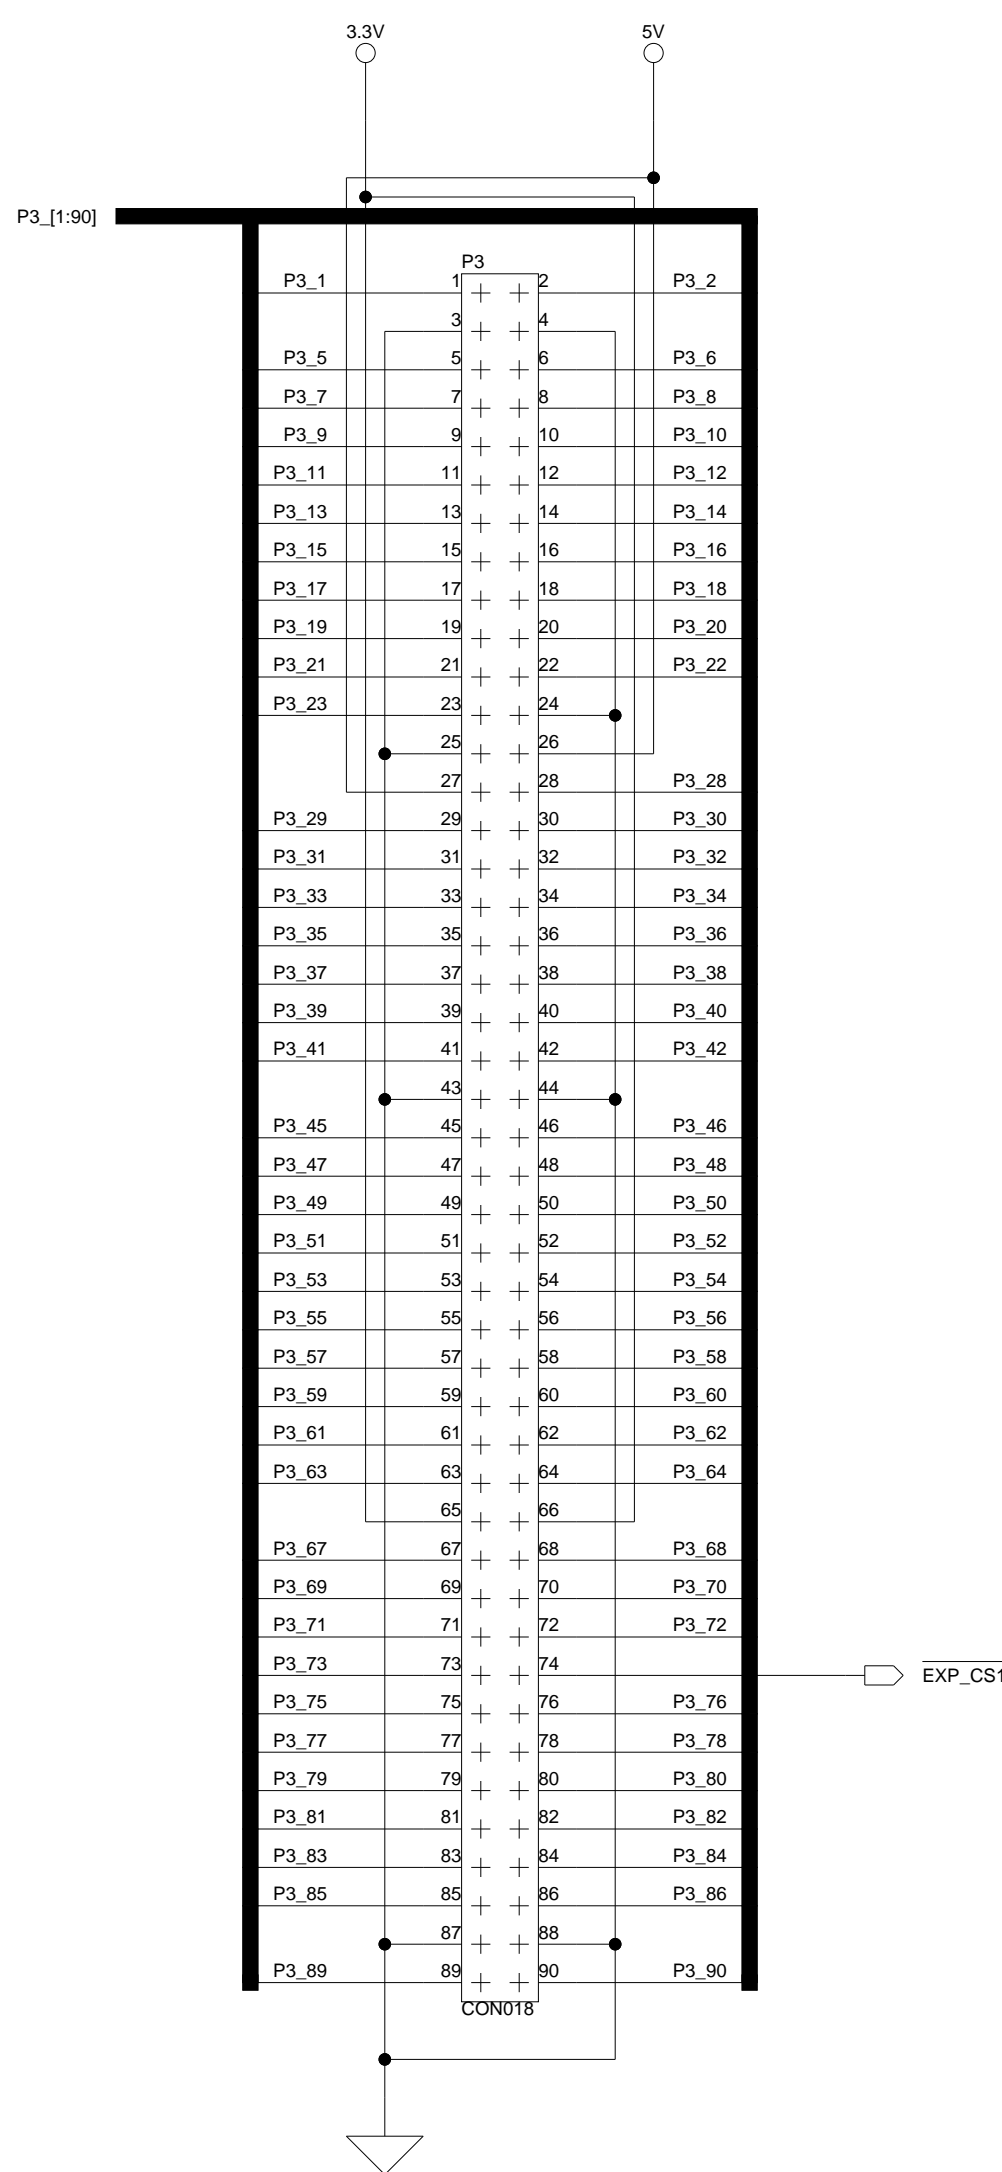 3.3V 5V
P3_[1:90]
P3
P3_1 1 2 P3_2
3 4
P3_5 5 6 P3_6
P3_7 7 8 P3_8
P3_9 9 10 P3_10
P3_11 11 12 P3_12
P3_13 13 14 P3_14
P3_15 15 16 P3_16
P3_17 17 18 P3_18
P3_19 19 20 P3_20
P3_21 21 22 P3_22
P3_23 23 24
25 26
27 28 P3_28
P3_29 29 30 P3_30
P3_31 31 32 P3_32
P3_33 33 34 P3_34
P3_35 35 36 P3_36
P3_37 37 38 P3_38
P3_39 39 40 P3_40
P3_41 41 42 P3_42
43 44
P3_45 45 46 P3_46
P3_47 47 48 P3_48
P3_49 49 50 P3_50
P3_51 51 52 P3_52
P3_53 53 54 P3_54
P3_55 55 56 P3_56
P3_57 57 58 P3_58
P3_59 59 60 P3_60
P3_61 61 62 P3_62
P3_63 63 64 P3_64
65 66
P3_67 67 68 P3_68
P3_69 69 70 P3_70
P3_71 71 72 P3_72
P3_73 73 74 EXP_CS1
P3_75 75 76 P3_76
P3_77 77 78 P3_78
P3_79 79 80 P3_80
P3_81 81 82 P3_82
P3_83 83 84 P3_84
P3_85 85 86 P3_86
87 88
P3_89 89 90 P3_90
CON018